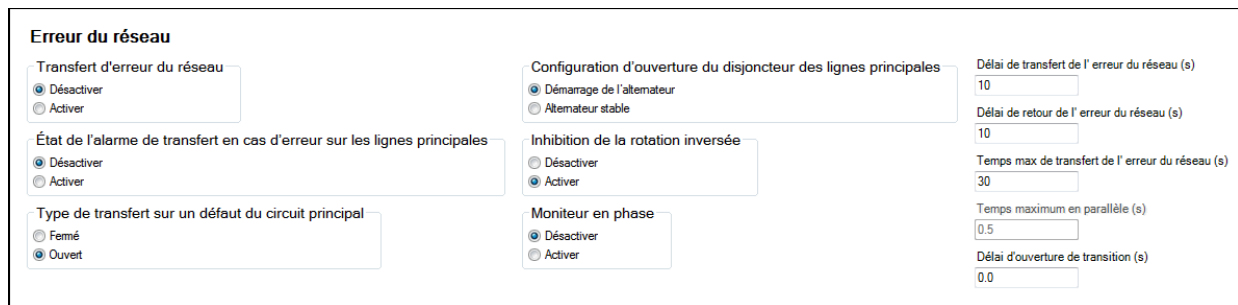 Erreur du réseau
Transfert d'erreur du réseau
Désactiver
Activer
État de l'alarme de transfert en cas d'erreur sur les lignes principales
Désactiver
Activer
Type de transfert sur un défaut du circuit principal
Fermé
Ouvert
Configuration d'ouverture du disjoncteur des lignes principales
Démarrage de l'alternateur
Alternateur stable
Inhibition de la rotation inversée
Désactiver
Activer
Moniteur en phase
Désactiver
Activer
Délai de transfert de l' erreur du réseau (s)
10
Délai de retour de l' erreur du réseau (s)
10
Temps max de transfert de l' erreur du réseau (s)
30
Temps maximum en parallèle (s)
0.5
Délai d'ouverture de transition (s)
0.0